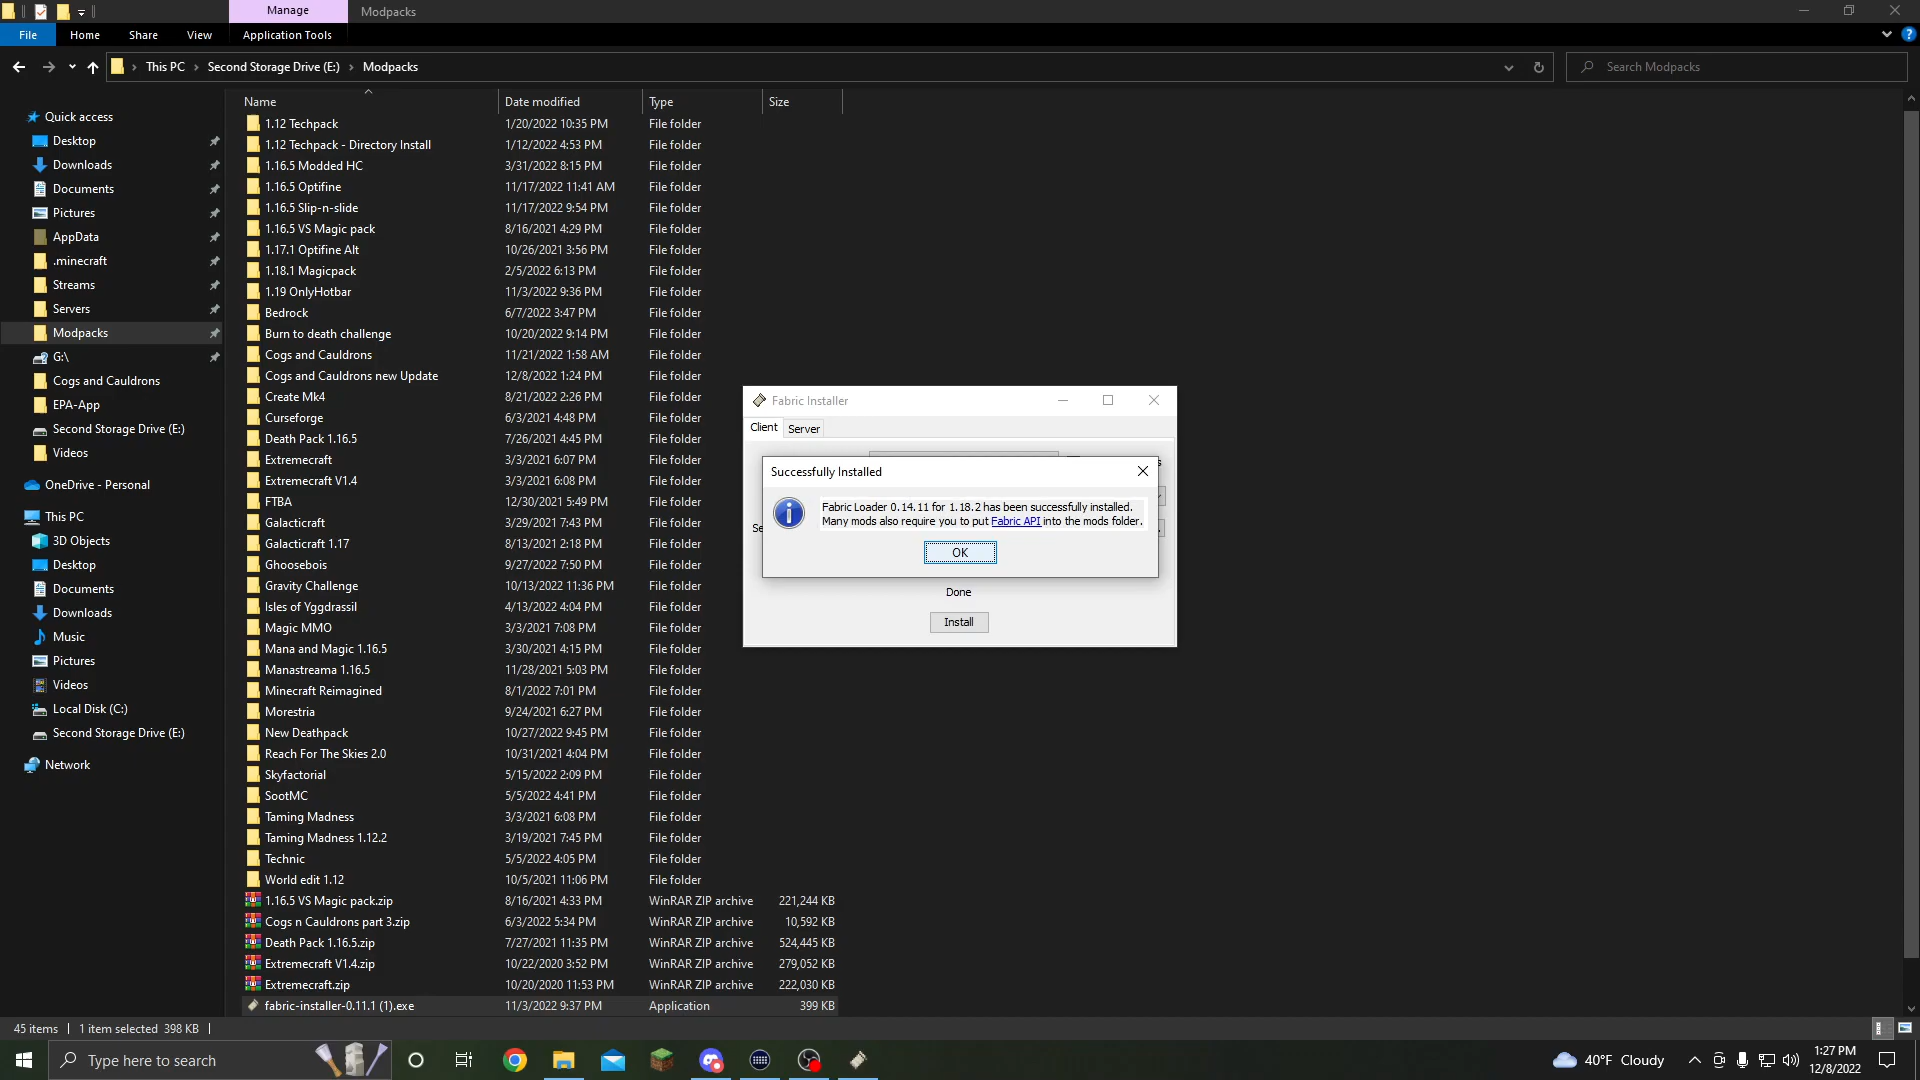 Manage
Modpacks
File
Home
Share
View
Application Tools
This PC
Second Storage Drive (E:)
Modpacks
Search Modpacks
Name
Date modified
Type
Size
Quick access
Desktop
Downloads
Documents
Pictures
AppData
.minecraft
Streams
Servers
Modpacks
G:\
Cogs and Cauldrons
EPA-App
Second Storage Drive (E:)
Videos
OneDrive - Personal
This PC
3D Objects
Desktop
Documents
Downloads
Music
Pictures
Videos
Local Disk (C:)
Second Storage Drive (E:)
Network
1.12 Techpack 1/20/2022 10:35 PM File folder
1.12 Techpack - Directory Install 1/12/2022 4:53 PM File folder
1.16.5 Modded HC 3/31/2022 8:15 PM File folder
1.16.5 Optifine 11/17/2022 11:41 AM File folder
1.16.5 Slip-n-slide 11/17/2022 9:54 PM File folder
1.16.5 VS Magic pack 8/16/2021 4:29 PM File folder
1.17.1 Optifine Alt 10/26/2021 3:56 PM File folder
1.18.1 Magicpack 2/5/2022 6:13 PM File folder
1.19 OnlyHotbar 11/3/2022 9:36 PM File folder
Bedrock 6/7/2022 3:47 PM File folder
Burn to death challenge 10/20/2022 9:14 PM File folder
Cogs and Cauldrons 11/21/2022 1:58 AM File folder
Cogs and Cauldrons new Update 12/8/2022 1:24 PM File folder
Create Mk4 8/21/2022 2:26 PM File folder
Curseforge 6/3/2021 4:48 PM File folder
Death Pack 1.16.5 7/26/2021 4:45 PM File folder
Extremecraft 3/3/2021 6:07 PM File folder
Extremecraft V1.4 3/3/2021 6:08 PM File folder
FTBA 12/30/2021 5:49 PM File folder
Galacticraft 3/29/2021 7:43 PM File folder
Galacticraft 1.17 8/13/2021 2:18 PM File folder
Ghoosebois 9/27/2022 7:50 PM File folder
Gravity Challenge 10/13/2022 11:36 PM File folder
Isles of Yggdrassil 4/13/2022 4:04 PM File folder
Magic MMO 3/3/2021 7:08 PM File folder
Mana and Magic 1.16.5 3/30/2021 4:15 PM File folder
Manastreama 1.16.5 11/28/2021 5:03 PM File folder
Minecraft Reimagined 8/1/2022 7:01 PM File folder
Morestria 9/24/2021 6:27 PM File folder
New Deathpack 10/27/2022 9:45 PM File folder
Reach For The Skies 2.0 10/31/2021 4:04 PM File folder
Skyfactorial 5/15/2022 2:09 PM File folder
SootMC 5/5/2022 4:41 PM File folder
Taming Madness 3/3/2021 6:08 PM File folder
Taming Madness 1.12.2 3/19/2021 7:45 PM File folder
Technic 5/5/2022 4:05 PM File folder
World edit 1.12 10/5/2021 11:06 PM File folder
1.16.5 VS Magic pack.zip 8/16/2021 4:33 PM WinRAR ZIP archive 221,244 KB
Cogs n Cauldrons part 3.zip 6/3/2022 5:34 PM WinRAR ZIP archive 10,592 KB
Death Pack 1.16.5.zip 7/27/2021 11:35 PM WinRAR ZIP archive 524,445 KB
Extremecraft V1.4.zip 10/22/2020 3:52 PM WinRAR ZIP archive 279,052 KB
Extremecraft.zip 10/20/2020 11:53 PM WinRAR ZIP archive 222,030 KB
fabric-installer-0.11.1 (1).exe 11/3/2022 9:37 PM Application 399 KB
Fabric Installer
Client
Server
Successfully Installed
Fabric Loader 0.14.11 for 1.18.2 has been successfully installed.
Many mods also require you to put Fabric API into the mods folder.
OK
Done
Install
45 items
1 item selected 398 KB
Type here to search
40°F Cloudy
1:27 PM
12/8/2022